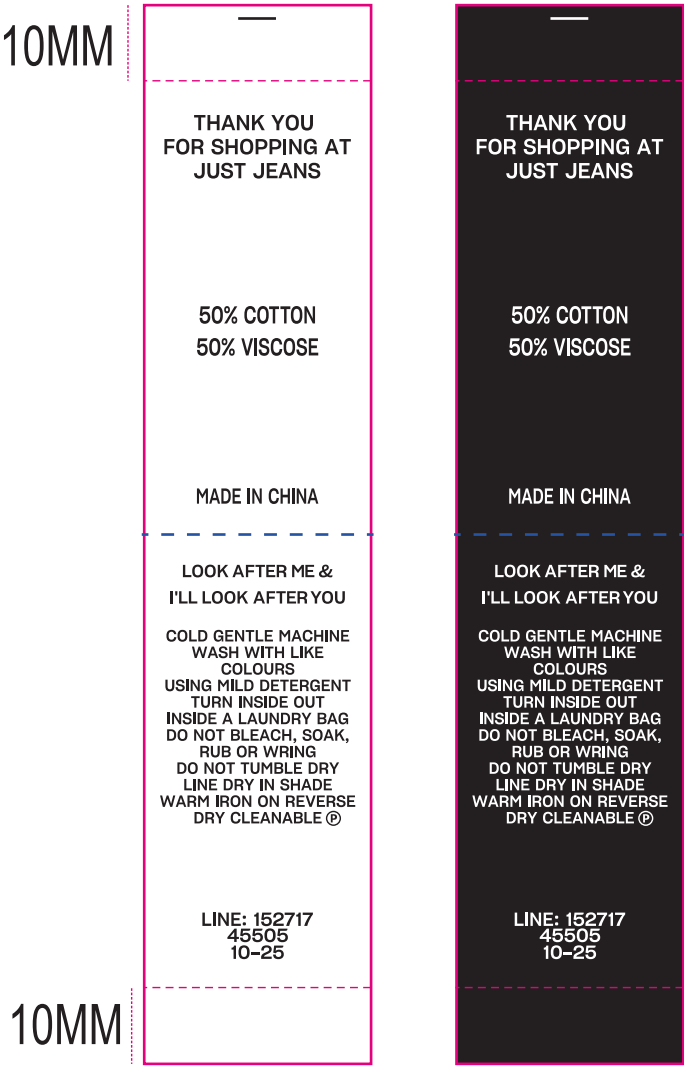 10MM
THANK YOU
FOR SHOPPING AT
JUST JEANS
50% COTTON
50% VISCOSE
MADE IN CHINA
LOOK AFTER ME &
I'LL LOOK AFTER YOU
COLD GENTLE MACHINE
WASH WITH LIKE
COLOURS
USING MILD DETERGENT
TURN INSIDE OUT
INSIDE A LAUNDRY BAG
DO NOT BLEACH, SOAK,
RUB OR WRING
DO NOT TUMBLE DRY
LINE DRY IN SHADE
WARM IRON ON REVERSE
DRY CLEANABLE Ⓟ
LINE: 152717
45505
10-25
10MM
THANK YOU
FOR SHOPPING AT
JUST JEANS
50% COTTON
50% VISCOSE
MADE IN CHINA
LOOK AFTER ME &
I'LL LOOK AFTER YOU
COLD GENTLE MACHINE
WASH WITH LIKE
COLOURS
USING MILD DETERGENT
TURN INSIDE OUT
INSIDE A LAUNDRY BAG
DO NOT BLEACH, SOAK,
RUB OR WRING
DO NOT TUMBLE DRY
LINE DRY IN SHADE
WARM IRON ON REVERSE
DRY CLEANABLE Ⓟ
LINE: 152717
45505
10-25